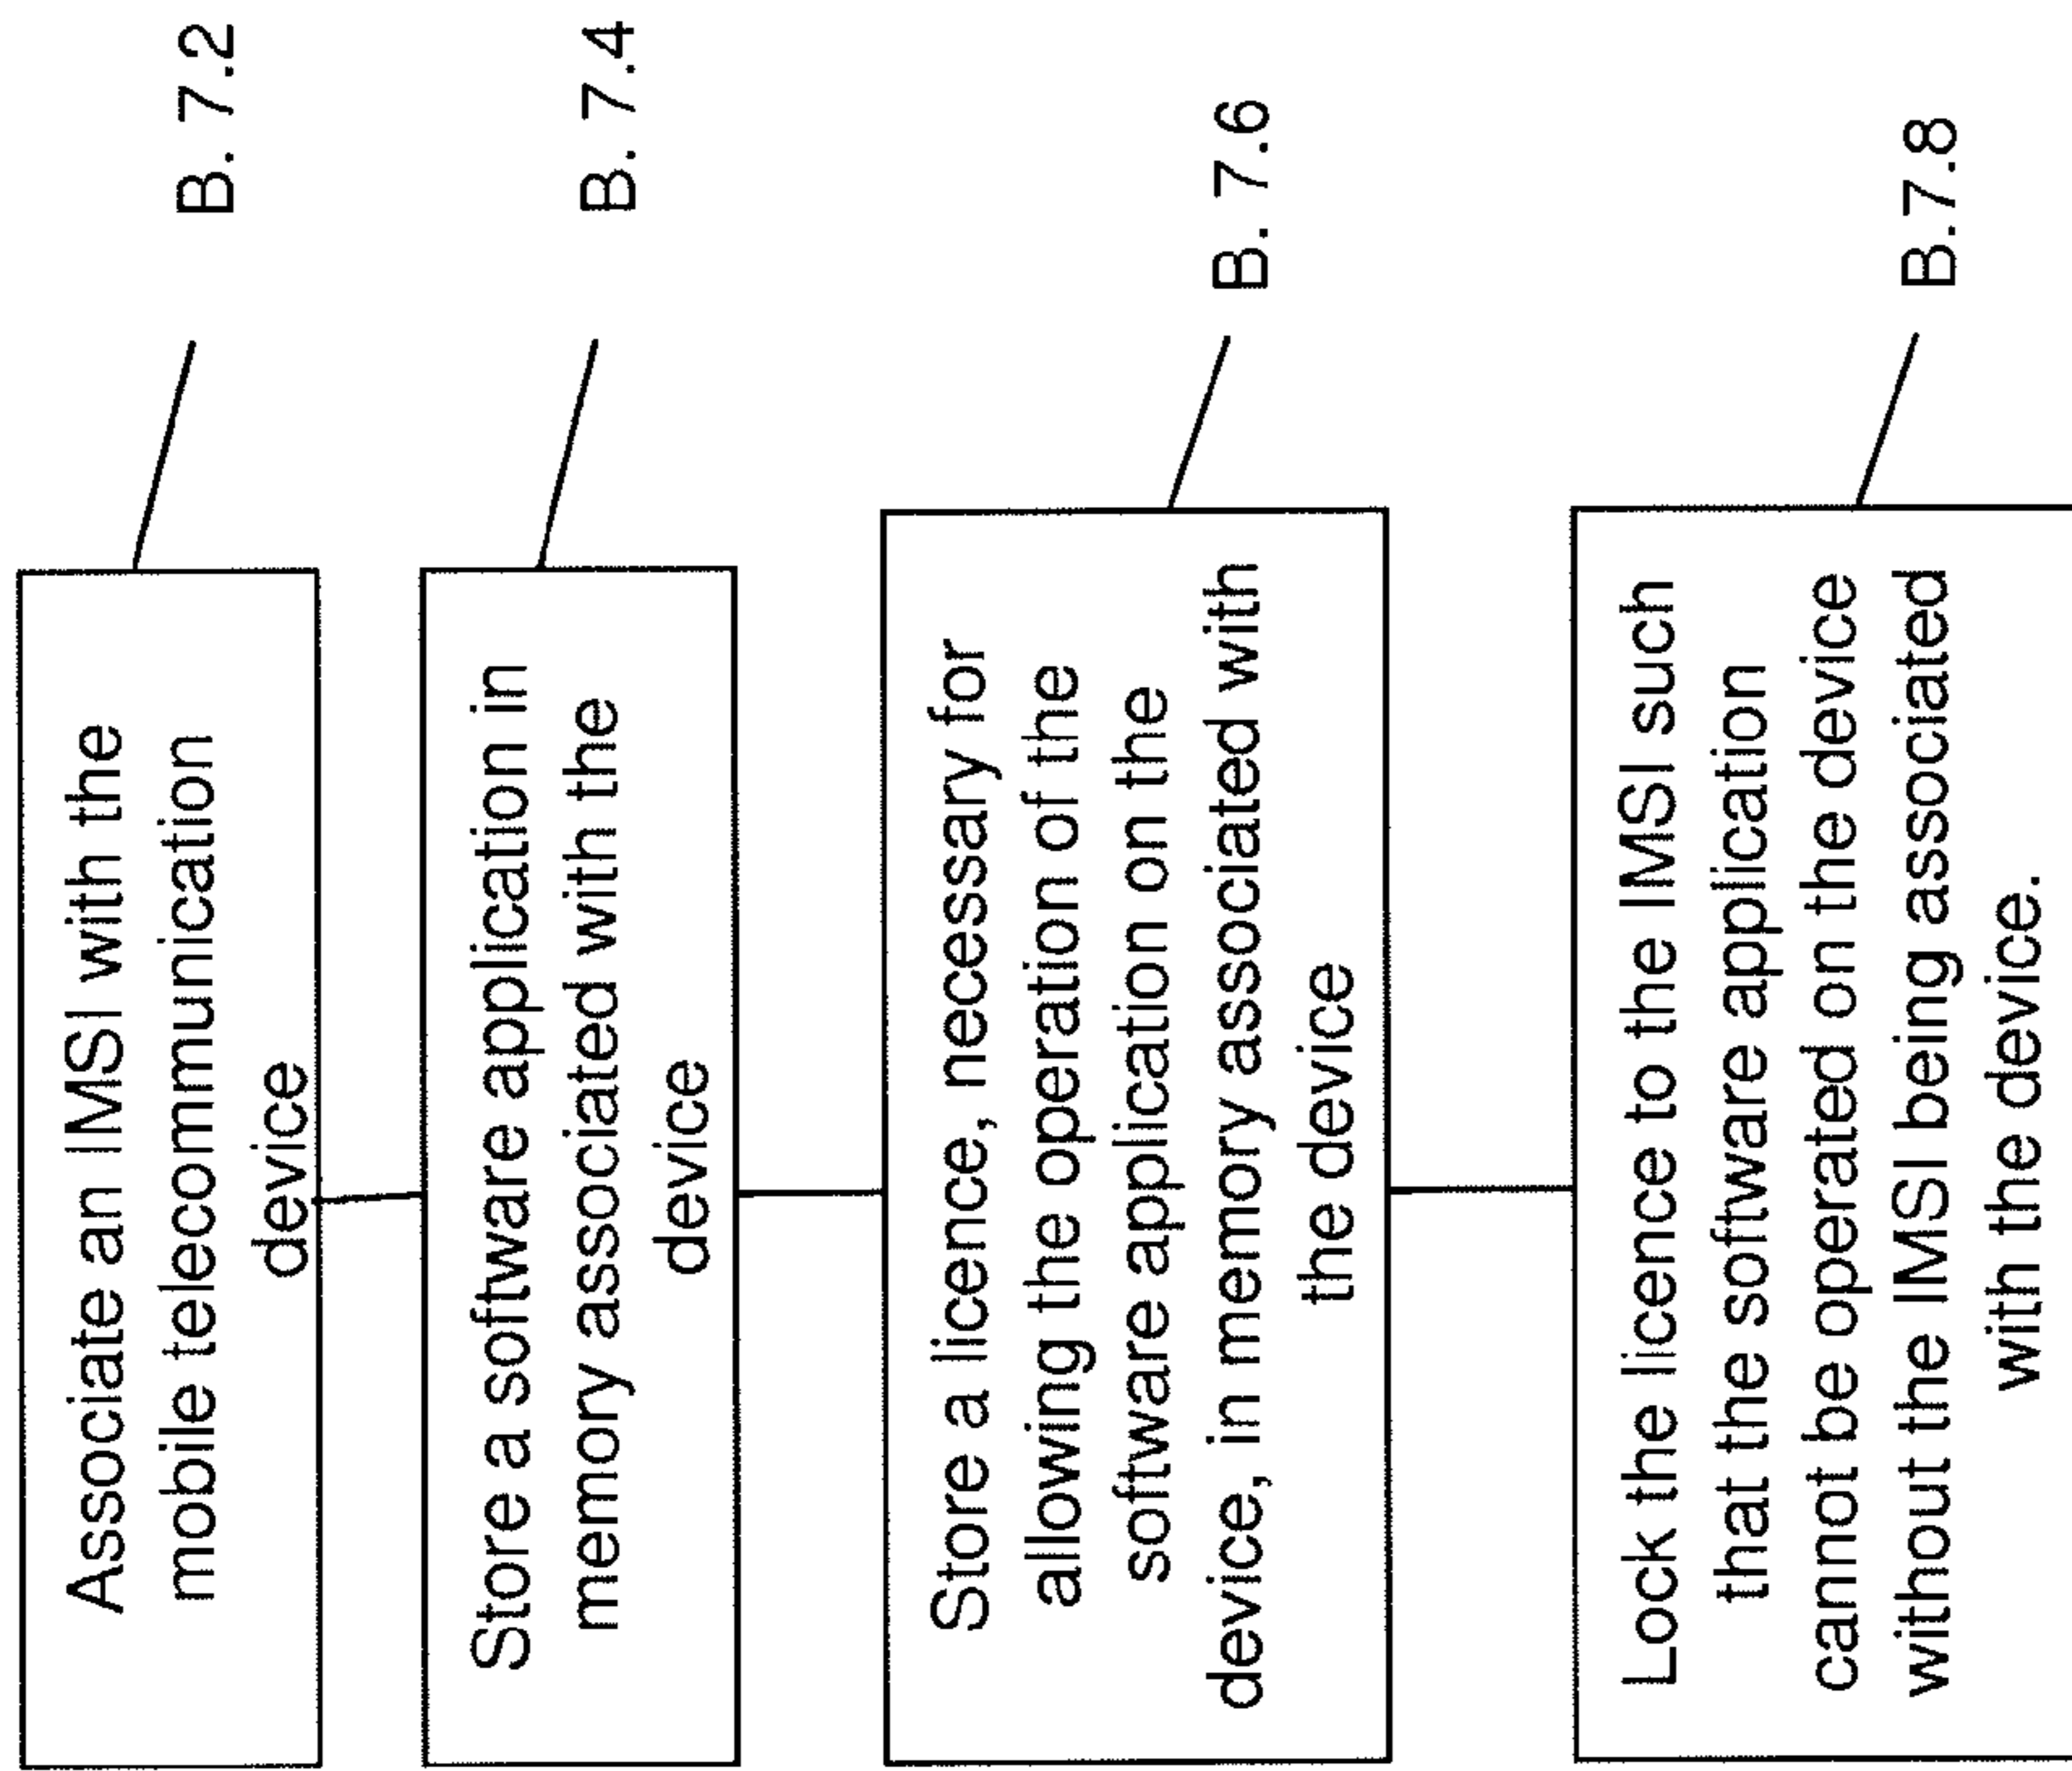 Associate an IMSI with the
mobile telecommunication
device
B. 7.2
Store a software application in
memory associated with the
device
B. 7.4
Store a licence, necessary for
allowing the operation of the
software application on the
device, in memory associated with
the device
B. 7.6
Lock the licence to the IMSI such
that the software application
cannot be operated on the device
without the IMSI being associated
with the device.
B.7.8